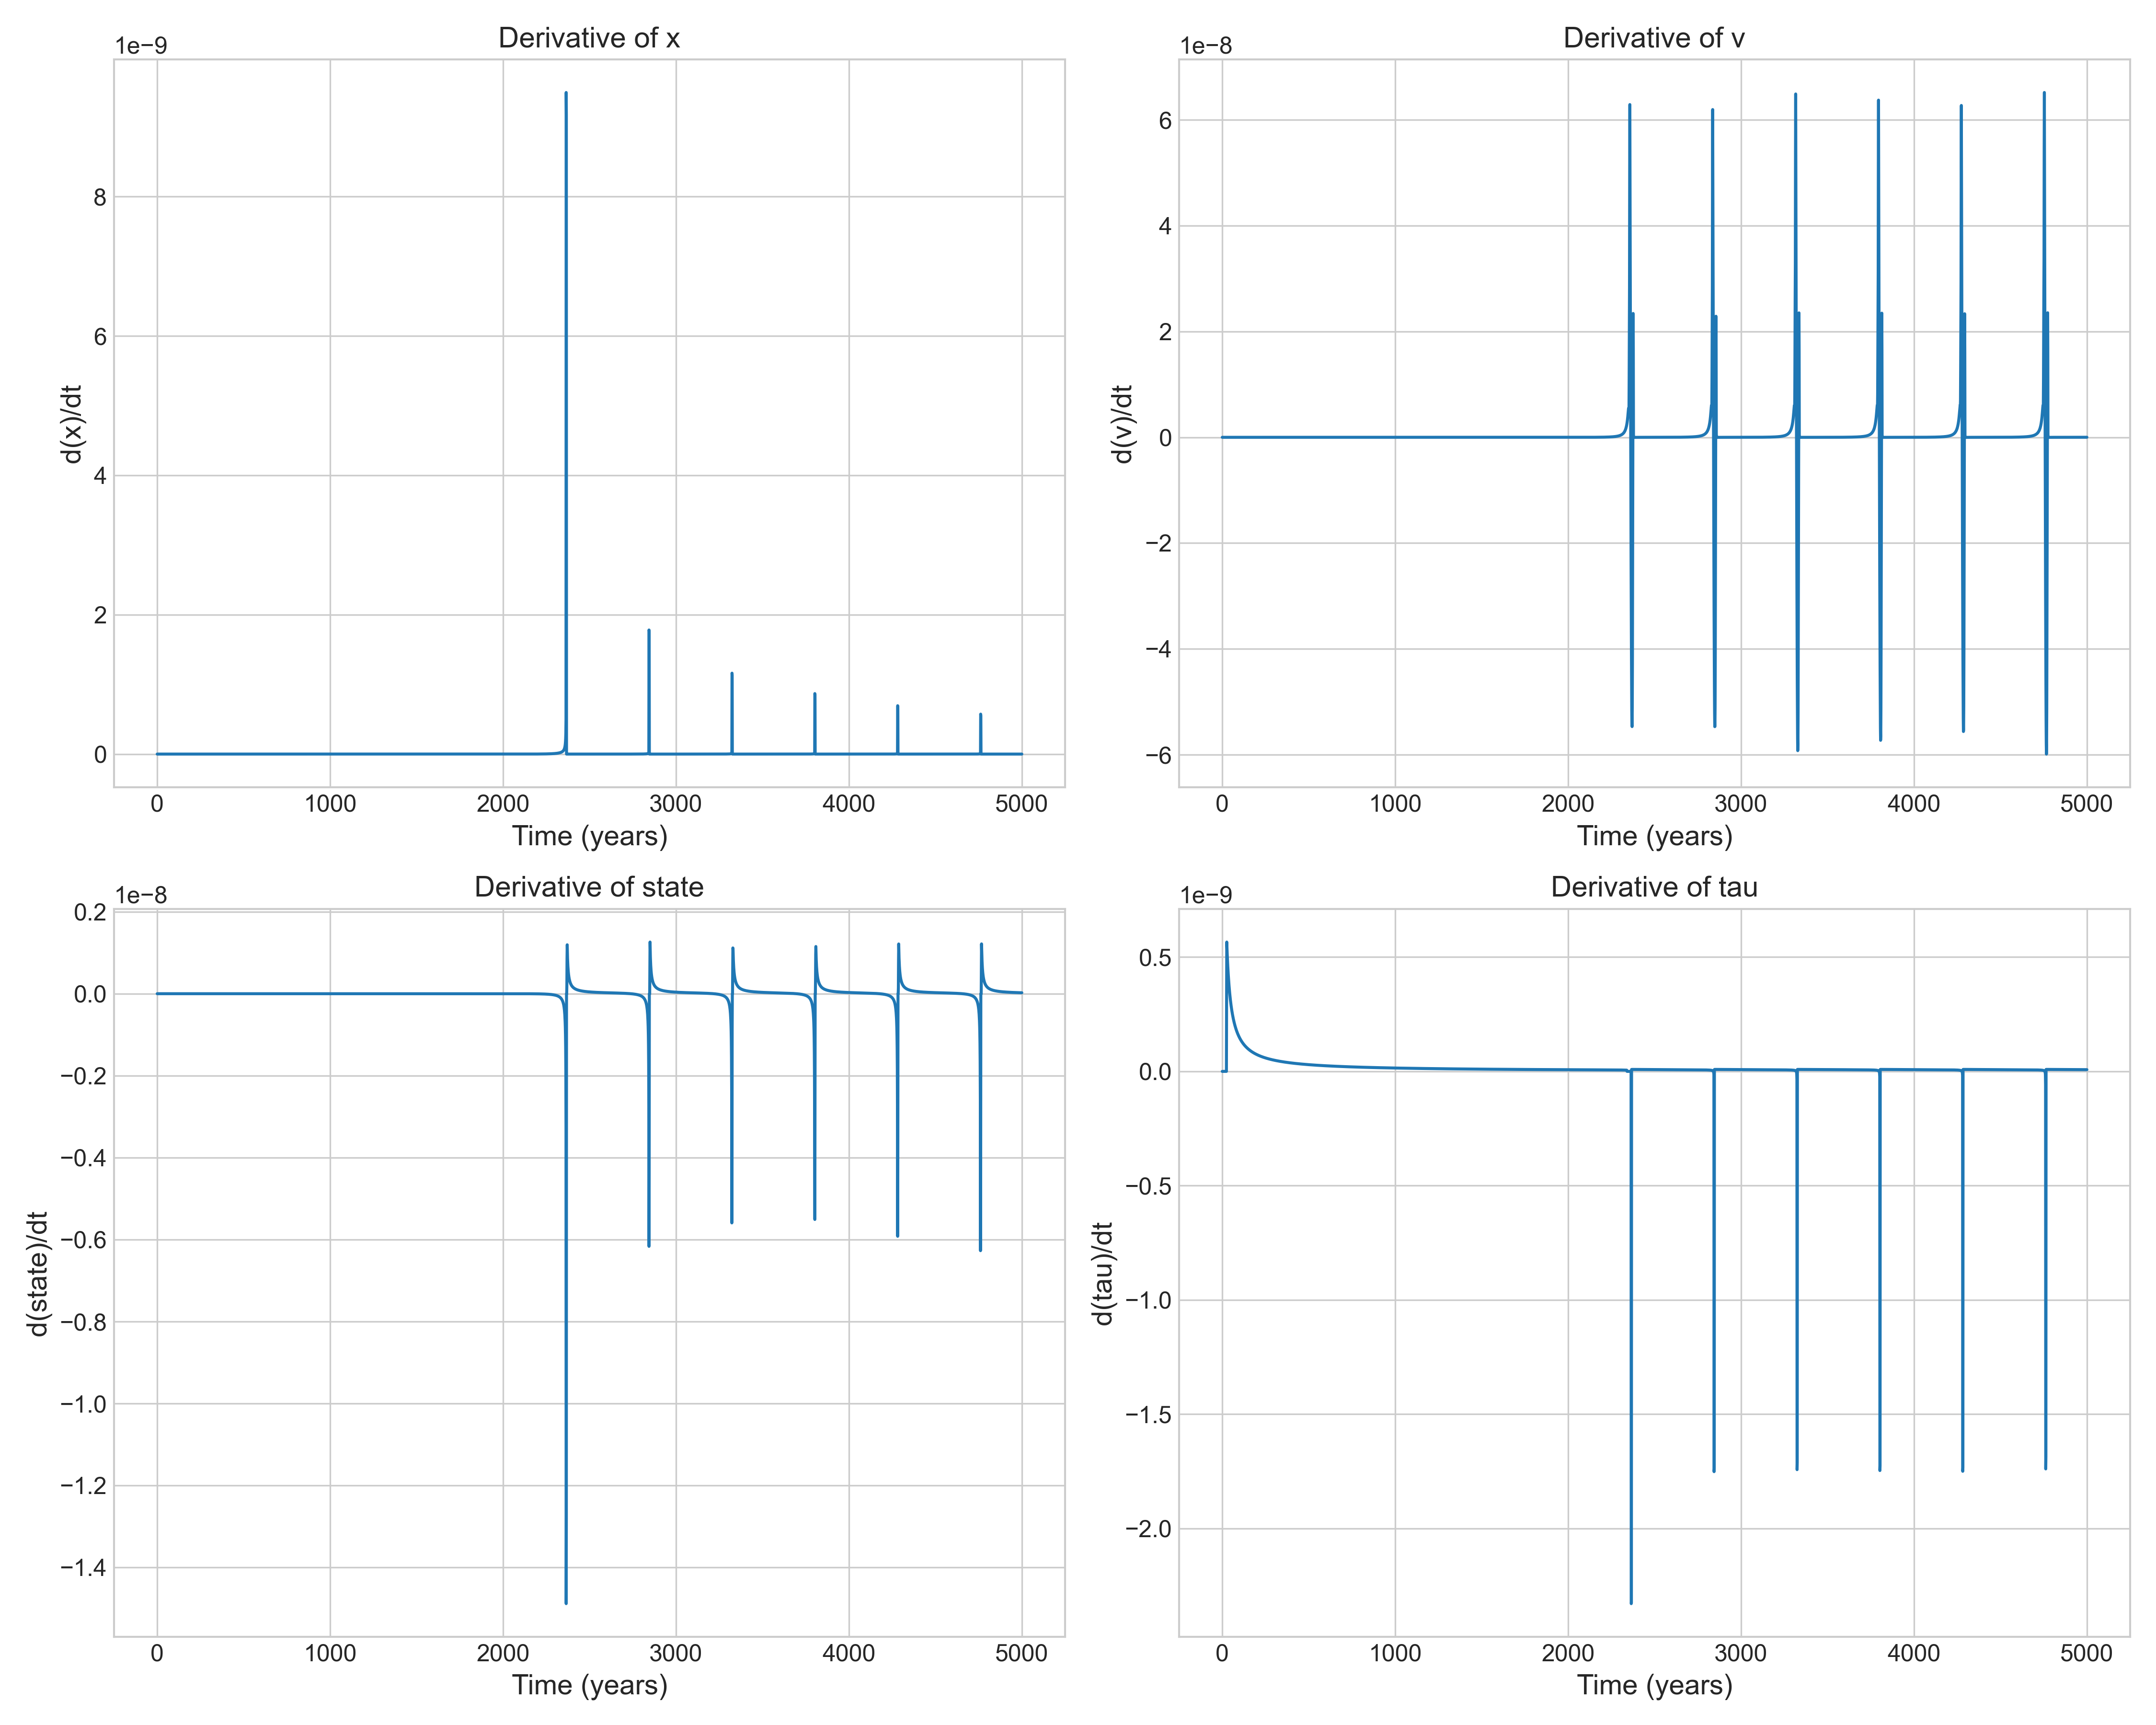 Derivative of x
1e−9
d(x)/dt
8
6
4
2
0
0 1000 2000 3000 4000 5000
Time (years)
Derivative of v
1e−8
d(v)/dt
6
4
2
0
−2
−4
−6
0 1000 2000 3000 4000 5000
Time (years)
Derivative of state
1e−8
d(state)/dt
0.2
0.0
−0.2
−0.4
−0.6
−0.8
−1.0
−1.2
−1.4
0 1000 2000 3000 4000 5000
Time (years)
Derivative of tau
1e−9
d(tau)/dt
0.5
0.0
−0.5
−1.0
−1.5
−2.0
0 1000 2000 3000 4000 5000
Time (years)